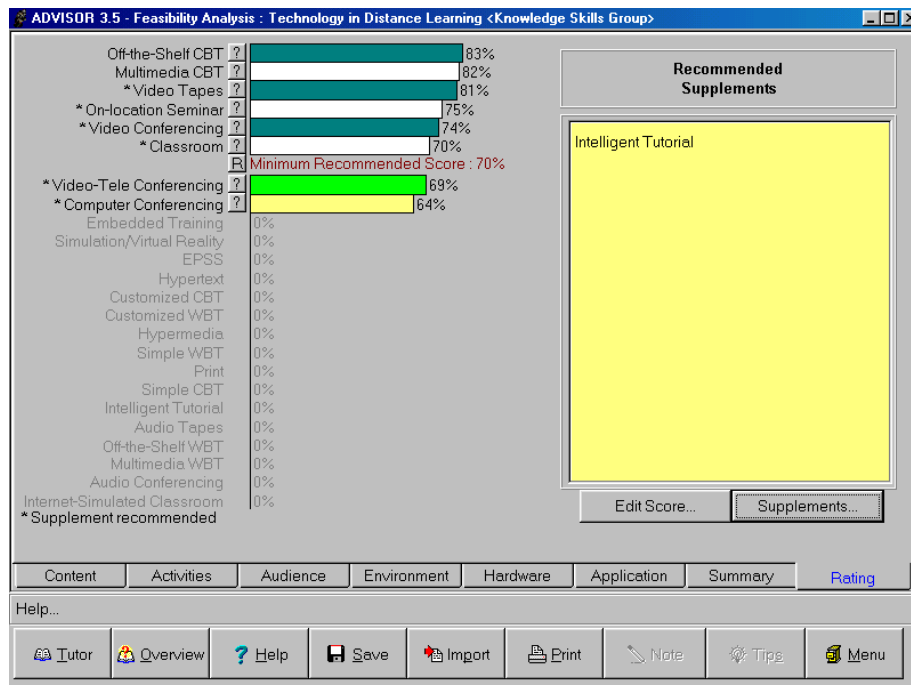 ADVISOR 3.5 - Feasibility Analysis : Technology in Distance Learning <Knowledge Skills Group>
Off-the-Shelf CBT ? 83%
Multimedia CBT ? 82%
* Video Tapes ? 81%
* On-location Seminar ? 75%
* Video Conferencing ? 74%
* Classroom ? 70%
R Minimum Recommended Score : 70%
* Video-Tele Conferencing ? 69%
* Computer Conferencing ? 64%
Embedded Training 0%
Simulation/Virtual Reality 0%
EPSS 0%
Hypertext 0%
Customized CBT 0%
Customized WBT 0%
Hypermedia 0%
Simple WBT 0%
Print 0%
Simple CBT 0%
Intelligent Tutorial 0%
Audio Tapes 0%
Off-the-Shelf WBT 0%
Multimedia WBT 0%
Audio Conferencing 0%
Internet-Simulated Classroom 0%
* Supplement recommended
Recommended
Supplements
Intelligent Tutorial
Edit Score... Supplements...
Content Activities Audience Environment Hardware Application Summary Rating
Help...
Tutor Overview ? Help Save Import Print Note Tips Menu